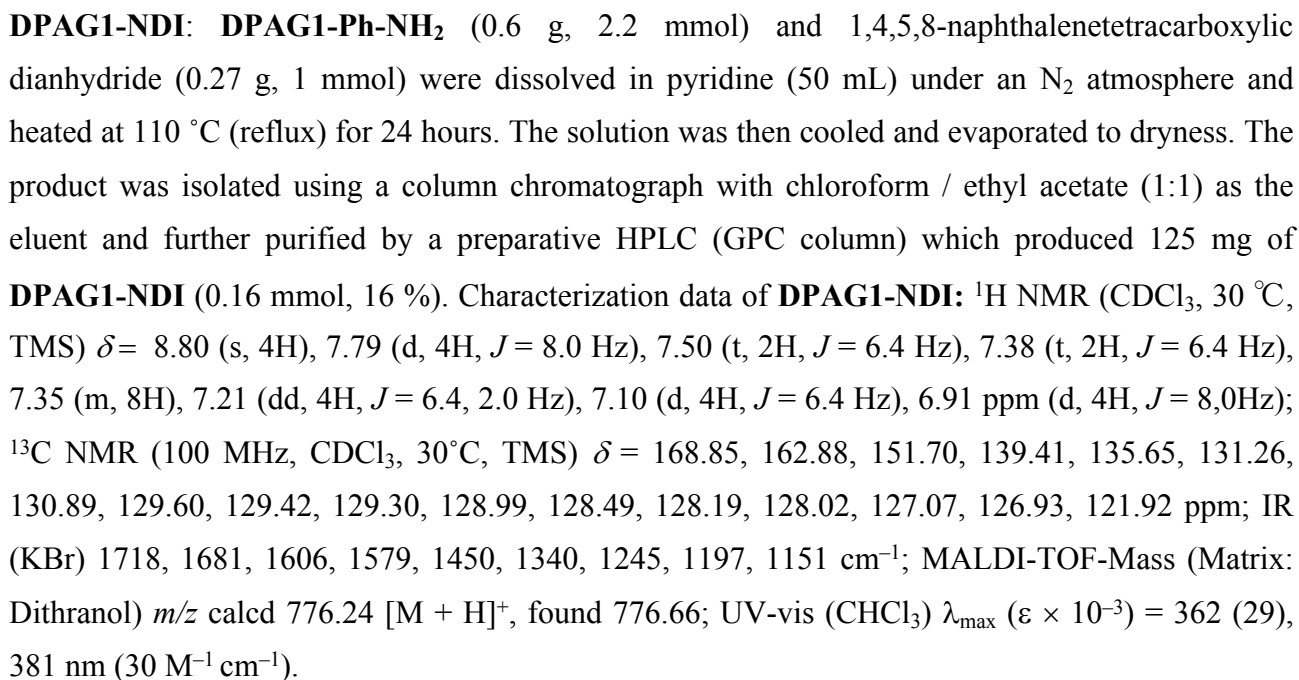 DPAG1-NDI: DPAG1-Ph-NH₂ (0.6 g, 2.2 mmol) and 1,4,5,8-naphthalenetetracarboxylic
dianhydride (0.27 g, 1 mmol) were dissolved in pyridine (50 mL) under an N₂ atmosphere and
heated at 110 ˚C (reflux) for 24 hours. The solution was then cooled and evaporated to dryness. The
product was isolated using a column chromatograph with chloroform / ethyl acetate (1:1) as the
eluent and further purified by a preparative HPLC (GPC column) which produced 125 mg of
DPAG1-NDI (0.16 mmol, 16 %). Characterization data of DPAG1-NDI: ¹H NMR (CDCl₃, 30 ℃,
TMS) δ = 8.80 (s, 4H), 7.79 (d, 4H, J = 8.0 Hz), 7.50 (t, 2H, J = 6.4 Hz), 7.38 (t, 2H, J = 6.4 Hz),
7.35 (m, 8H), 7.21 (dd, 4H, J = 6.4, 2.0 Hz), 7.10 (d, 4H, J = 6.4 Hz), 6.91 ppm (d, 4H, J = 8,0Hz);
¹³C NMR (100 MHz, CDCl₃, 30˚C, TMS) δ = 168.85, 162.88, 151.70, 139.41, 135.65, 131.26,
130.89, 129.60, 129.42, 129.30, 128.99, 128.49, 128.19, 128.02, 127.07, 126.93, 121.92 ppm; IR
(KBr) 1718, 1681, 1606, 1579, 1450, 1340, 1245, 1197, 1151 cm⁻¹; MALDI-TOF-Mass (Matrix:
Dithranol) m/z calcd 776.24 [M + H]⁺, found 776.66; UV-vis (CHCl₃) λmax (ε × 10⁻³) = 362 (29),
381 nm (30 M⁻¹ cm⁻¹).